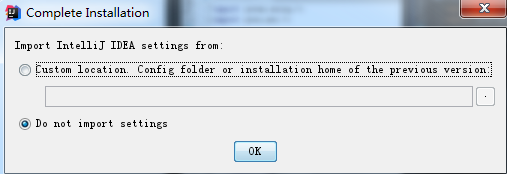 Complete Installation
Import IntelliJ IDEA settings from:
Custom location. Config folder or installation home of the previous version:
Do not import settings
OK